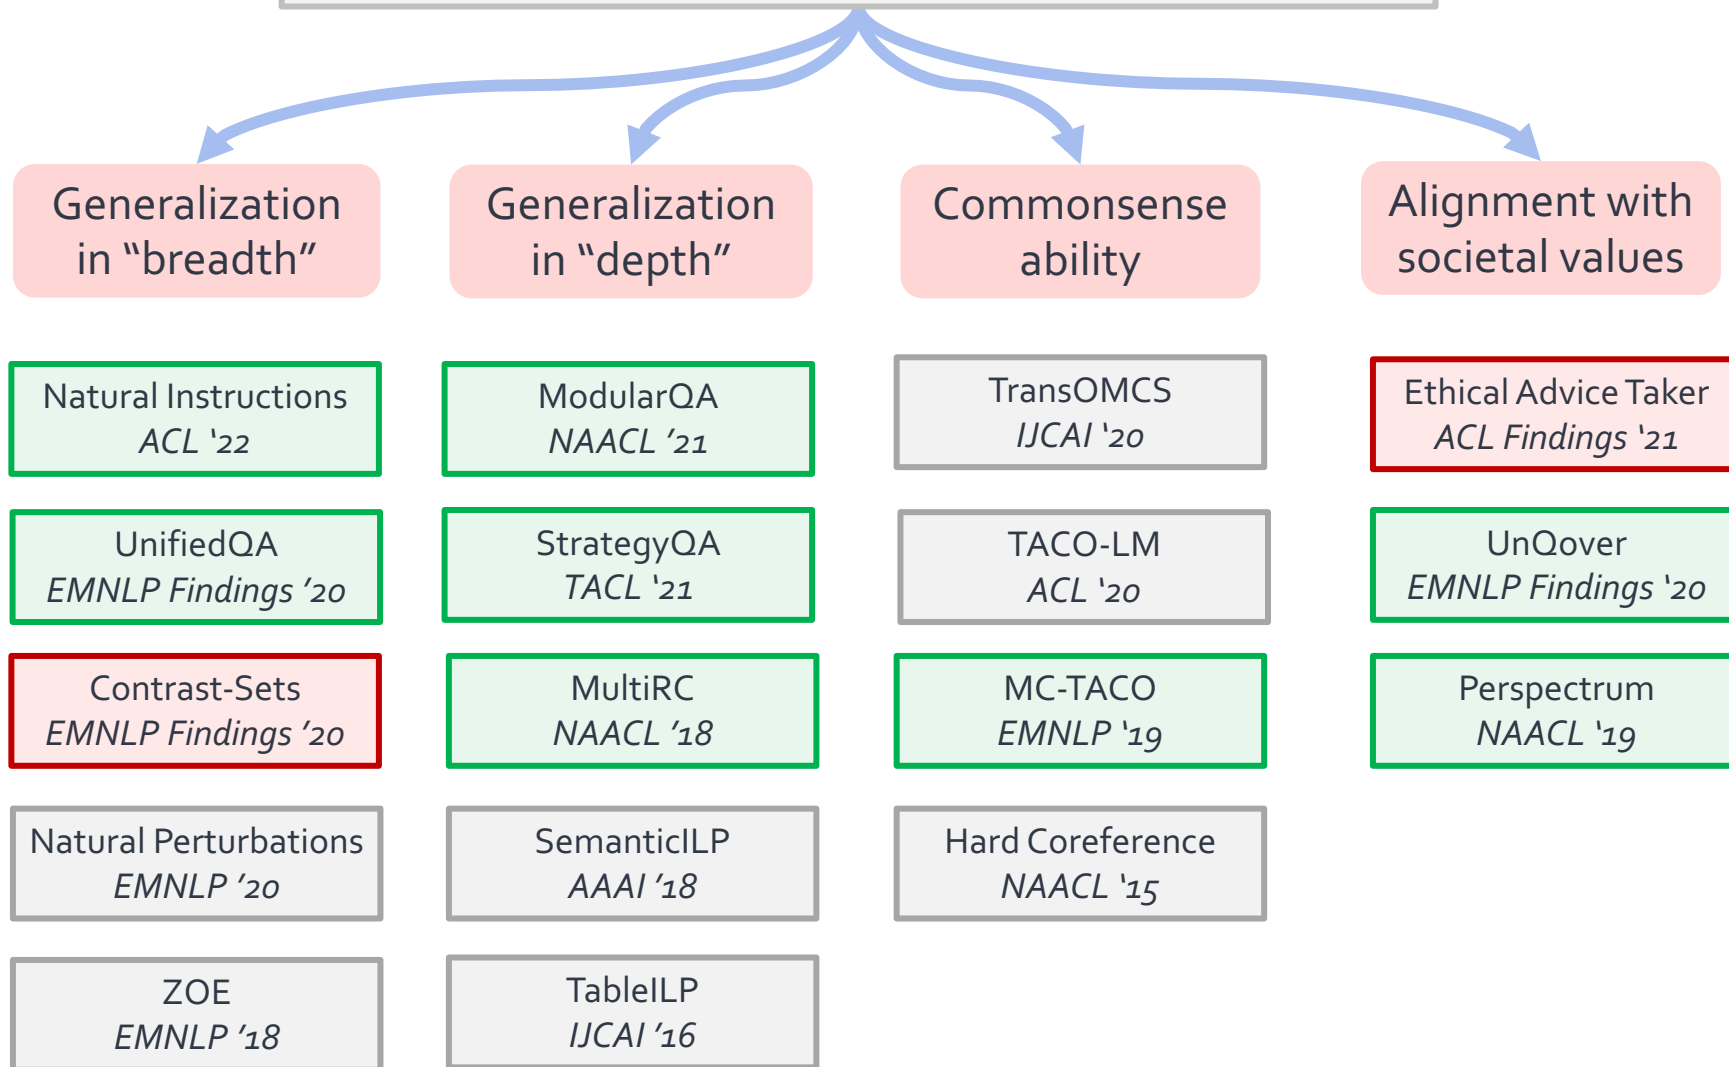 Generalization
in “breadth”
Generalization
in “depth”
Commonsense
ability
Alignment with
societal values
Natural Instructions
ACL ‘22
UnifiedQA
EMNLP Findings ’20
Contrast-Sets
EMNLP Findings ’20
Natural Perturbations
EMNLP ’20
ZOE
EMNLP ’18
ModularQA
NAACL ’21
StrategyQA
TACL ‘21
MultiRC
NAACL ’18
SemanticILP
AAAI ’18
TableILP
IJCAI ’16
TransOMCS
IJCAI ‘20
TACO-LM
ACL ‘20
MC-TACO
EMNLP ‘19
Hard Coreference
NAACL ‘15
Ethical Advice Taker
ACL Findings ‘21
UnQover
EMNLP Findings ‘20
Perspectrum
NAACL ‘19